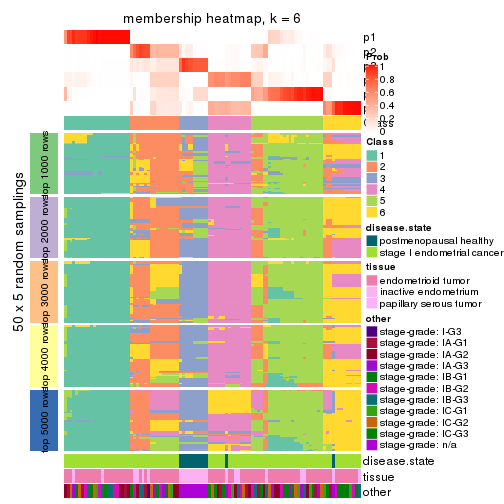 membership heatmap, k = 6
p1
p2
Prob
1
0.8
0.6
0.4
0.2
0
Class
1
2
3
4
5
6
disease.state
postmenopausal healthy
stage I endometrial cancer
tissue
endometrioid tumor
inactive endometrium
papillary serous tumor
other
stage-grade: I-G3
stage-grade: IA-G1
stage-grade: IA-G2
stage-grade: IA-G3
stage-grade: IB-G1
stage-grade: IB-G2
stage-grade: IB-G3
stage-grade: IC-G1
stage-grade: IC-G2
stage-grade: IC-G3
stage-grade: n/a
50 x 5 random samplings
top 1000 rows
top 2000 rows
top 3000 rows
top 4000 rows
top 5000 rows
disease.state
tissue
other